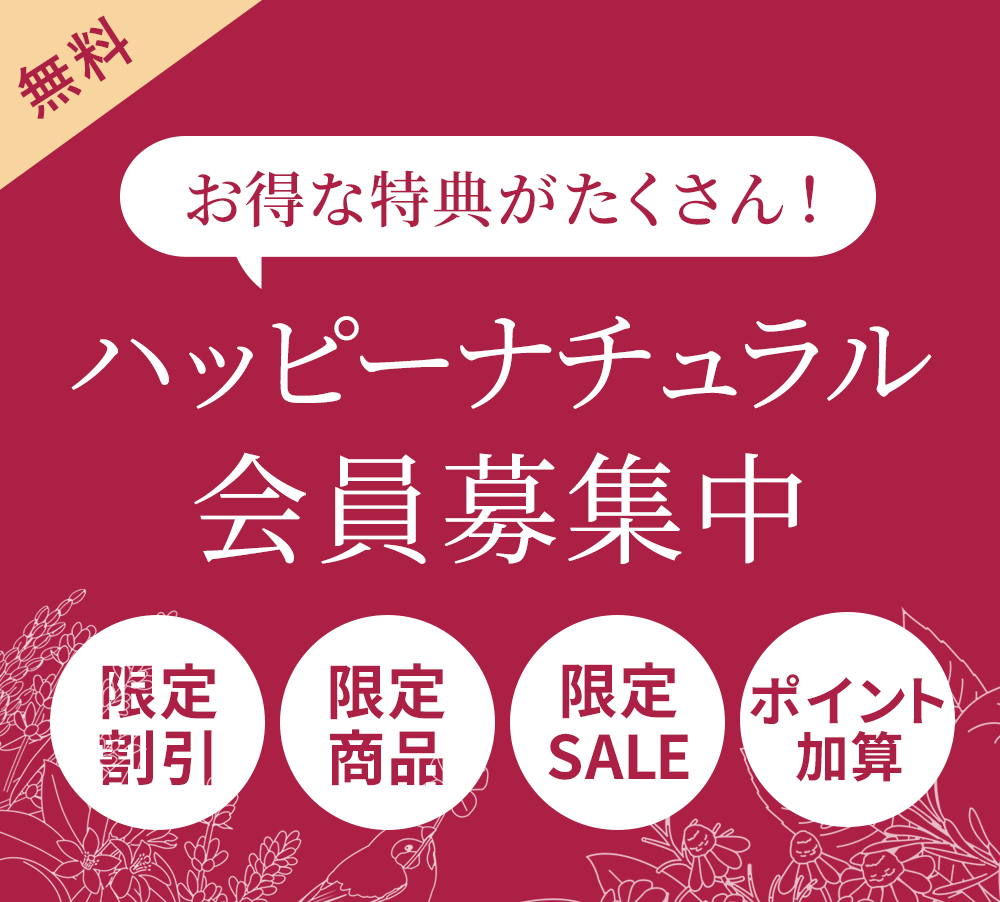 無料
お得な特典がたくさん！
ハッピーナチュラル
会員募集中
限定
割引
限定
商品
限定
SALE
ポイント
加算